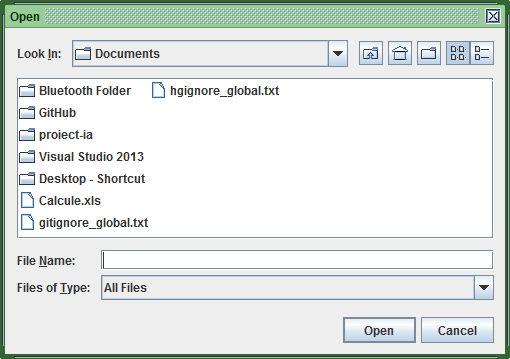 Open
Look In: Documents
Bluetooth Folder
GitHub
proiect-ia
Visual Studio 2013
Desktop - Shortcut
Calcule.xls
gitignore_global.txt
hgignore_global.txt
File Name:
Files of Type: All Files
Open Cancel